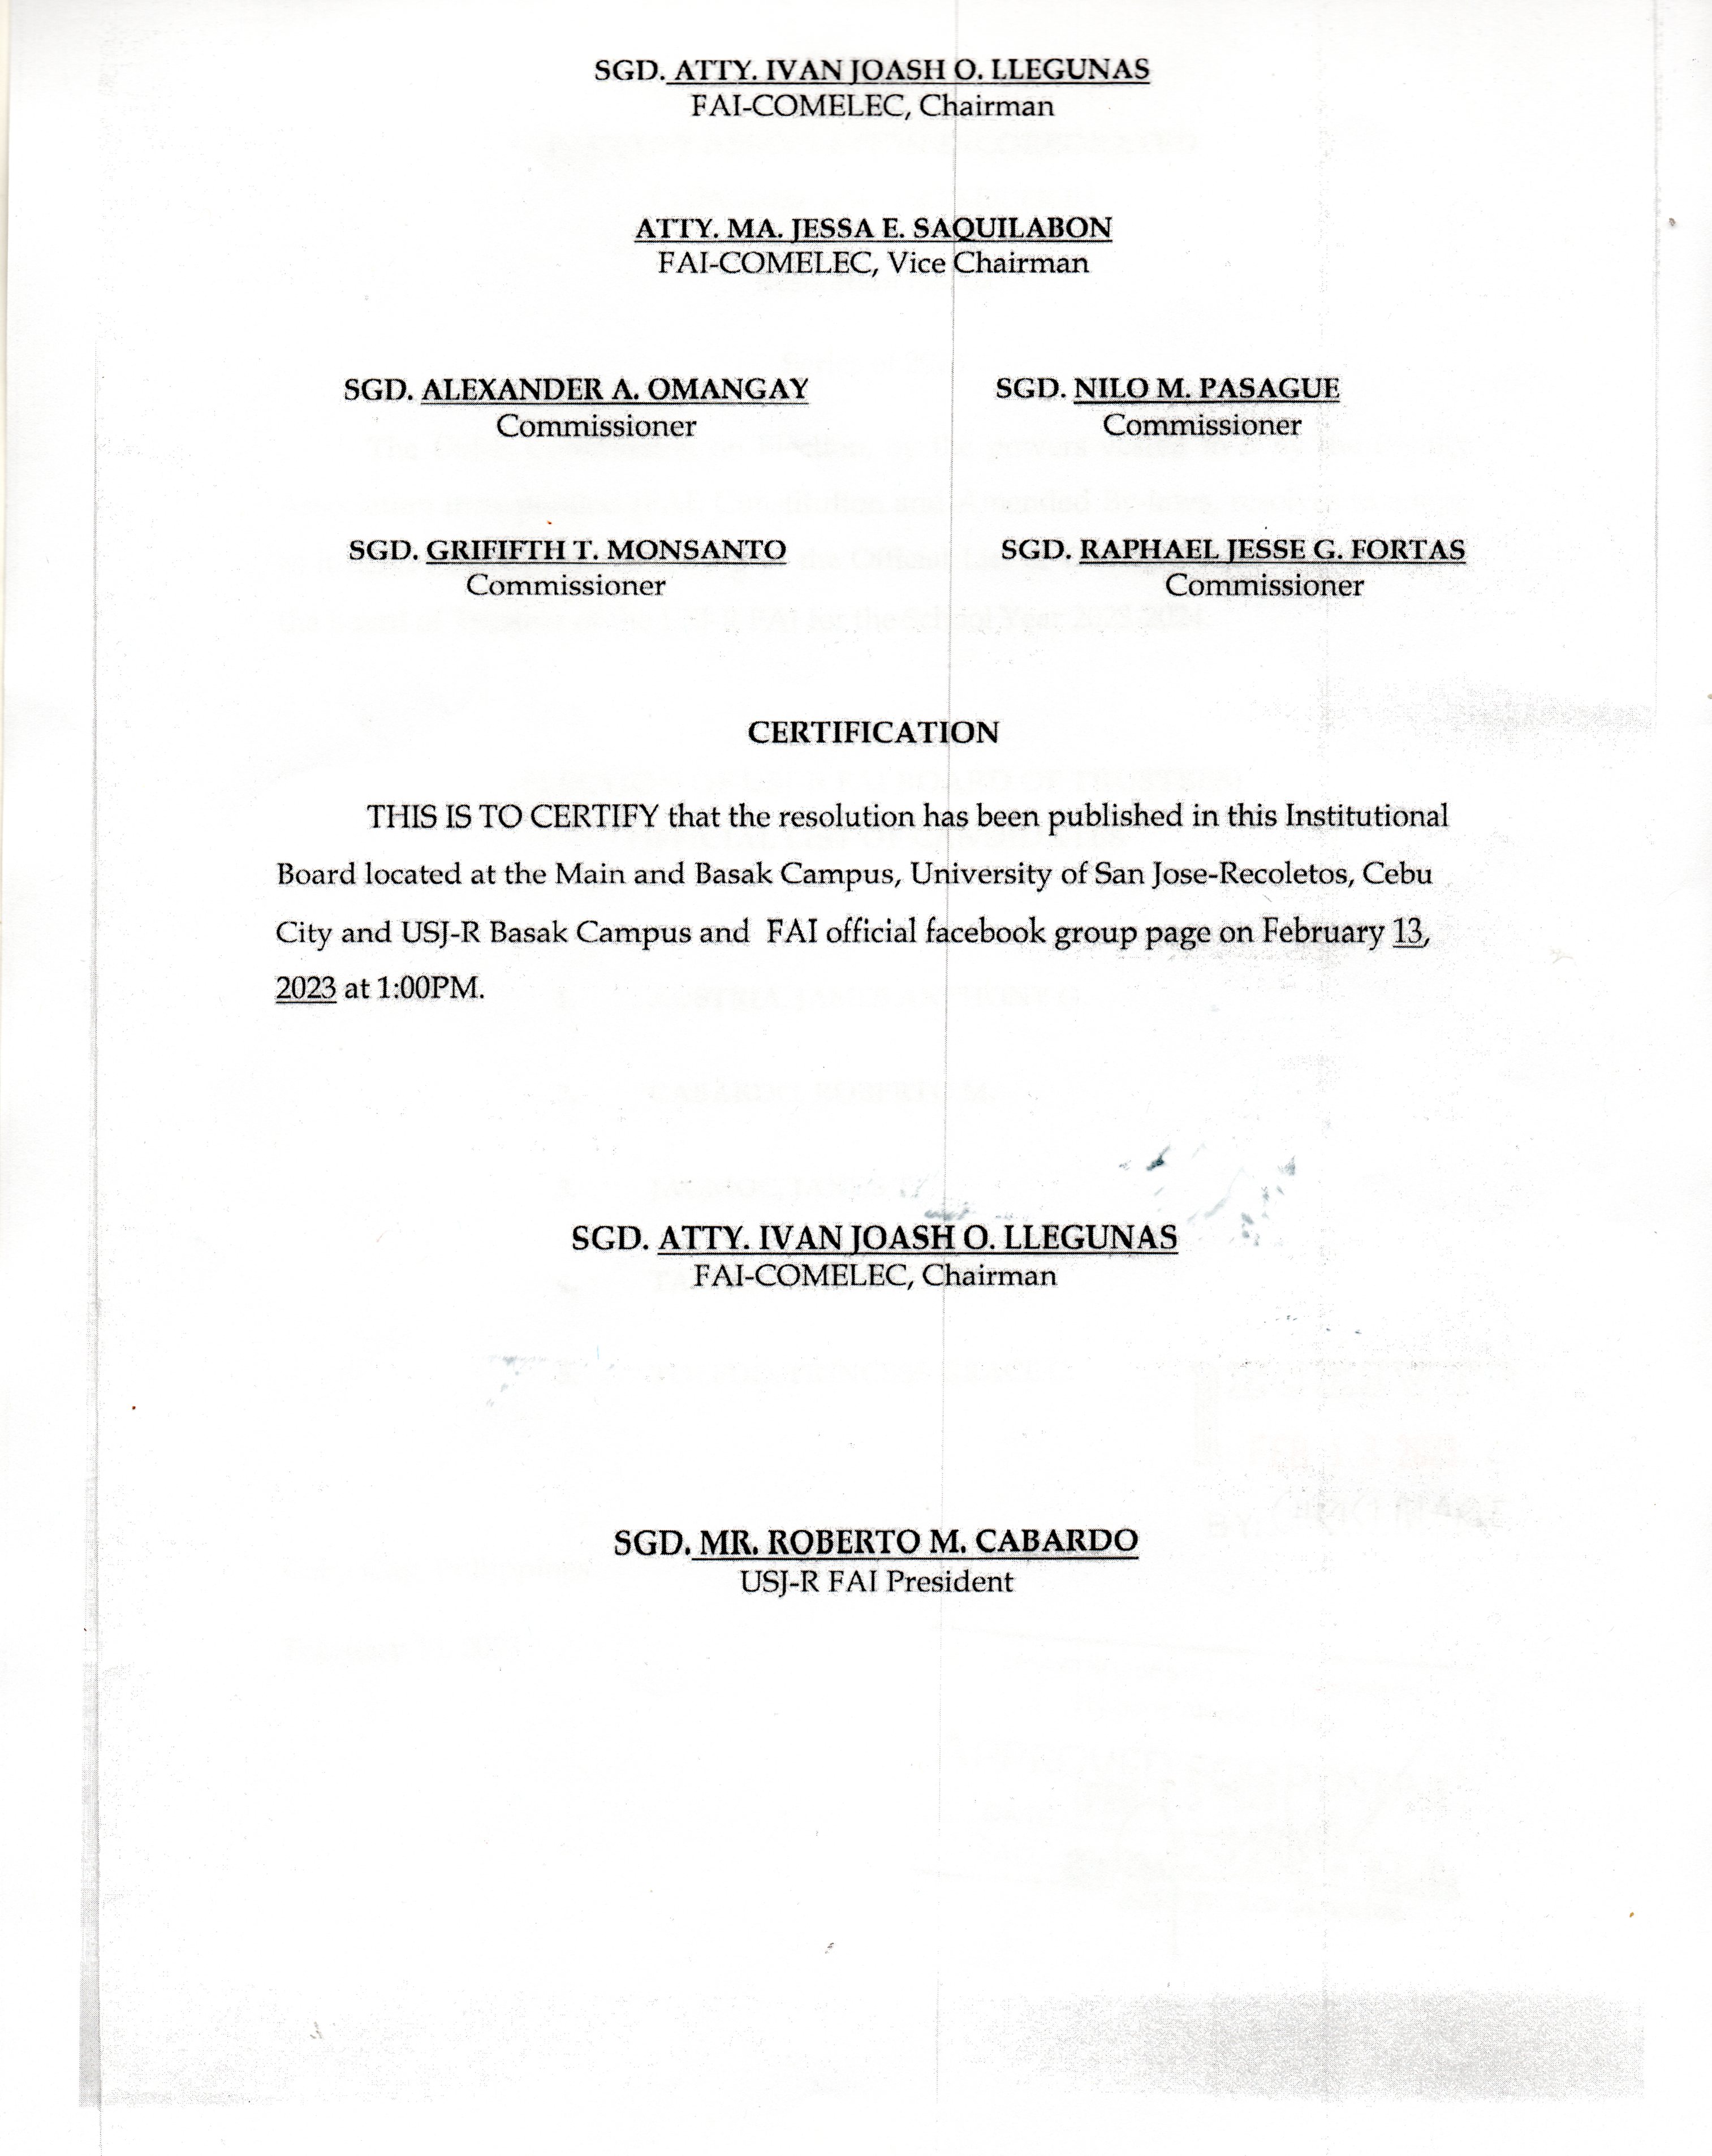 SGD. ATTY. IVAN JOASH O. LLEGUNAS
FAI-COMELEC, Chairman
ATTY. MA. JESSA E. SAQUILABON
FAI-COMELEC, Vice Chairman
SGD. ALEXANDER A. OMANGAY
Commissioner
SGD. NILO M. PASAGUE
Commissioner
SGD. GRIFIFTH T. MONSANTO
Commissioner
SGD. RAPHAEL JESSE G. FORTAS
Commissioner
CERTIFICATION
THIS IS TO CERTIFY that the resolution has been published in this Institutional
Board located at the Main and Basak Campus, University of San Jose-Recoletos, Cebu
City and USJ-R Basak Campus and FAI official facebook group page on February 13,
2023 at 1:00PM.
SGD. ATTY. IVAN JOASH O. LLEGUNAS
FAI-COMELEC, Chairman
SGD. MR. ROBERTO M. CABARDO
USJ-R FAI President